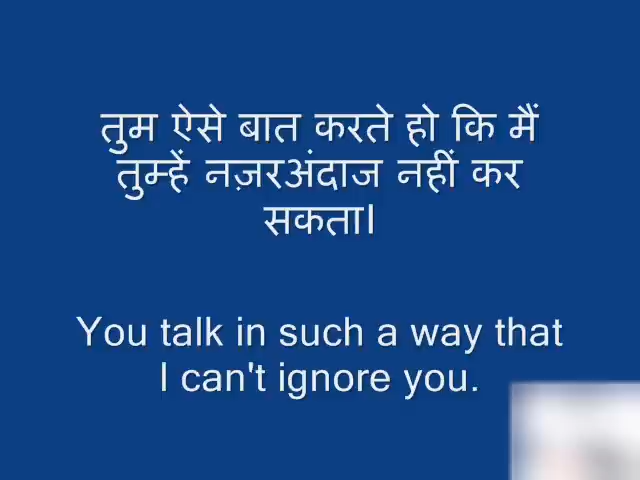 तुम ऐसे बात करते हो कि मैं
तुम्हें नज़रअंदाज नहीं कर
सकता।
You talk in such a way that
I can't ignore you.